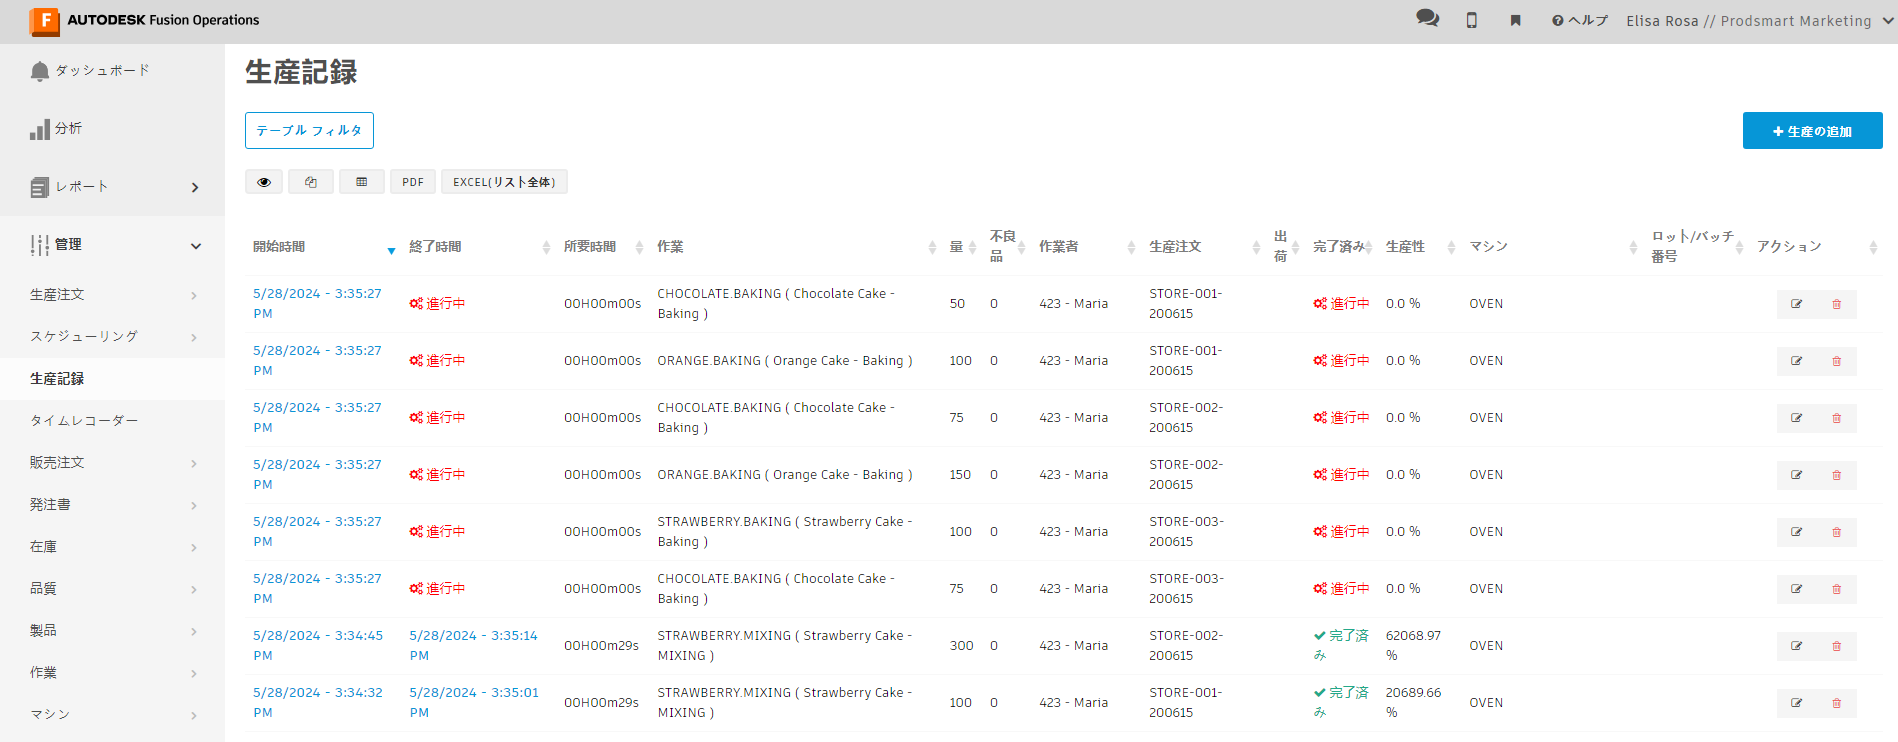 F AUTODESK Fusion Operations
ヘルプ Elisa Rosa // Prodsmart Marketing
ダッシュボード
分析
レポート
管理
生産注文
スケジューリング
生産記録
タイムレコーダー
販売注文
発注書
在庫
品質
製品
作業
マシン
生産記録
テーブル フィルタ
+ 生産の追加
PDF EXCEL(リスト全体)
開始時間 終了時間 所要時間 作業 量 不良品 作業者 生産注文 出荷 完了済み 生産性 マシン ロット/バッチ番号 アクション
5/28/2024 - 3:35:27 PM 進行中 00H00m00s CHOCOLATE.BAKING ( Chocolate Cake - Baking ) 50 0 423 - Maria STORE-001-200615 進行中 0.0 % OVEN
5/28/2024 - 3:35:27 PM 進行中 00H00m00s ORANGE.BAKING ( Orange Cake - Baking ) 100 0 423 - Maria STORE-001-200615 進行中 0.0 % OVEN
5/28/2024 - 3:35:27 PM 進行中 00H00m00s CHOCOLATE.BAKING ( Chocolate Cake - Baking ) 75 0 423 - Maria STORE-002-200615 進行中 0.0 % OVEN
5/28/2024 - 3:35:27 PM 進行中 00H00m00s ORANGE.BAKING ( Orange Cake - Baking ) 150 0 423 - Maria STORE-002-200615 進行中 0.0 % OVEN
5/28/2024 - 3:35:27 PM 進行中 00H00m00s STRAWBERRY.BAKING ( Strawberry Cake - Baking ) 100 0 423 - Maria STORE-003-200615 進行中 0.0 % OVEN
5/28/2024 - 3:35:27 PM 進行中 00H00m00s CHOCOLATE.BAKING ( Chocolate Cake - Baking ) 75 0 423 - Maria STORE-003-200615 進行中 0.0 % OVEN
5/28/2024 - 3:34:45 PM 5/28/2024 - 3:35:14 PM 00H00m29s STRAWBERRY.MIXING ( Strawberry Cake - MIXING ) 300 0 423 - Maria STORE-002-200615 完了済み 62068.97 % OVEN
5/28/2024 - 3:34:32 PM 5/28/2024 - 3:35:01 PM 00H00m29s STRAWBERRY.MIXING ( Strawberry Cake - MIXING ) 100 0 423 - Maria STORE-001-200615 完了済み 20689.66 % OVEN